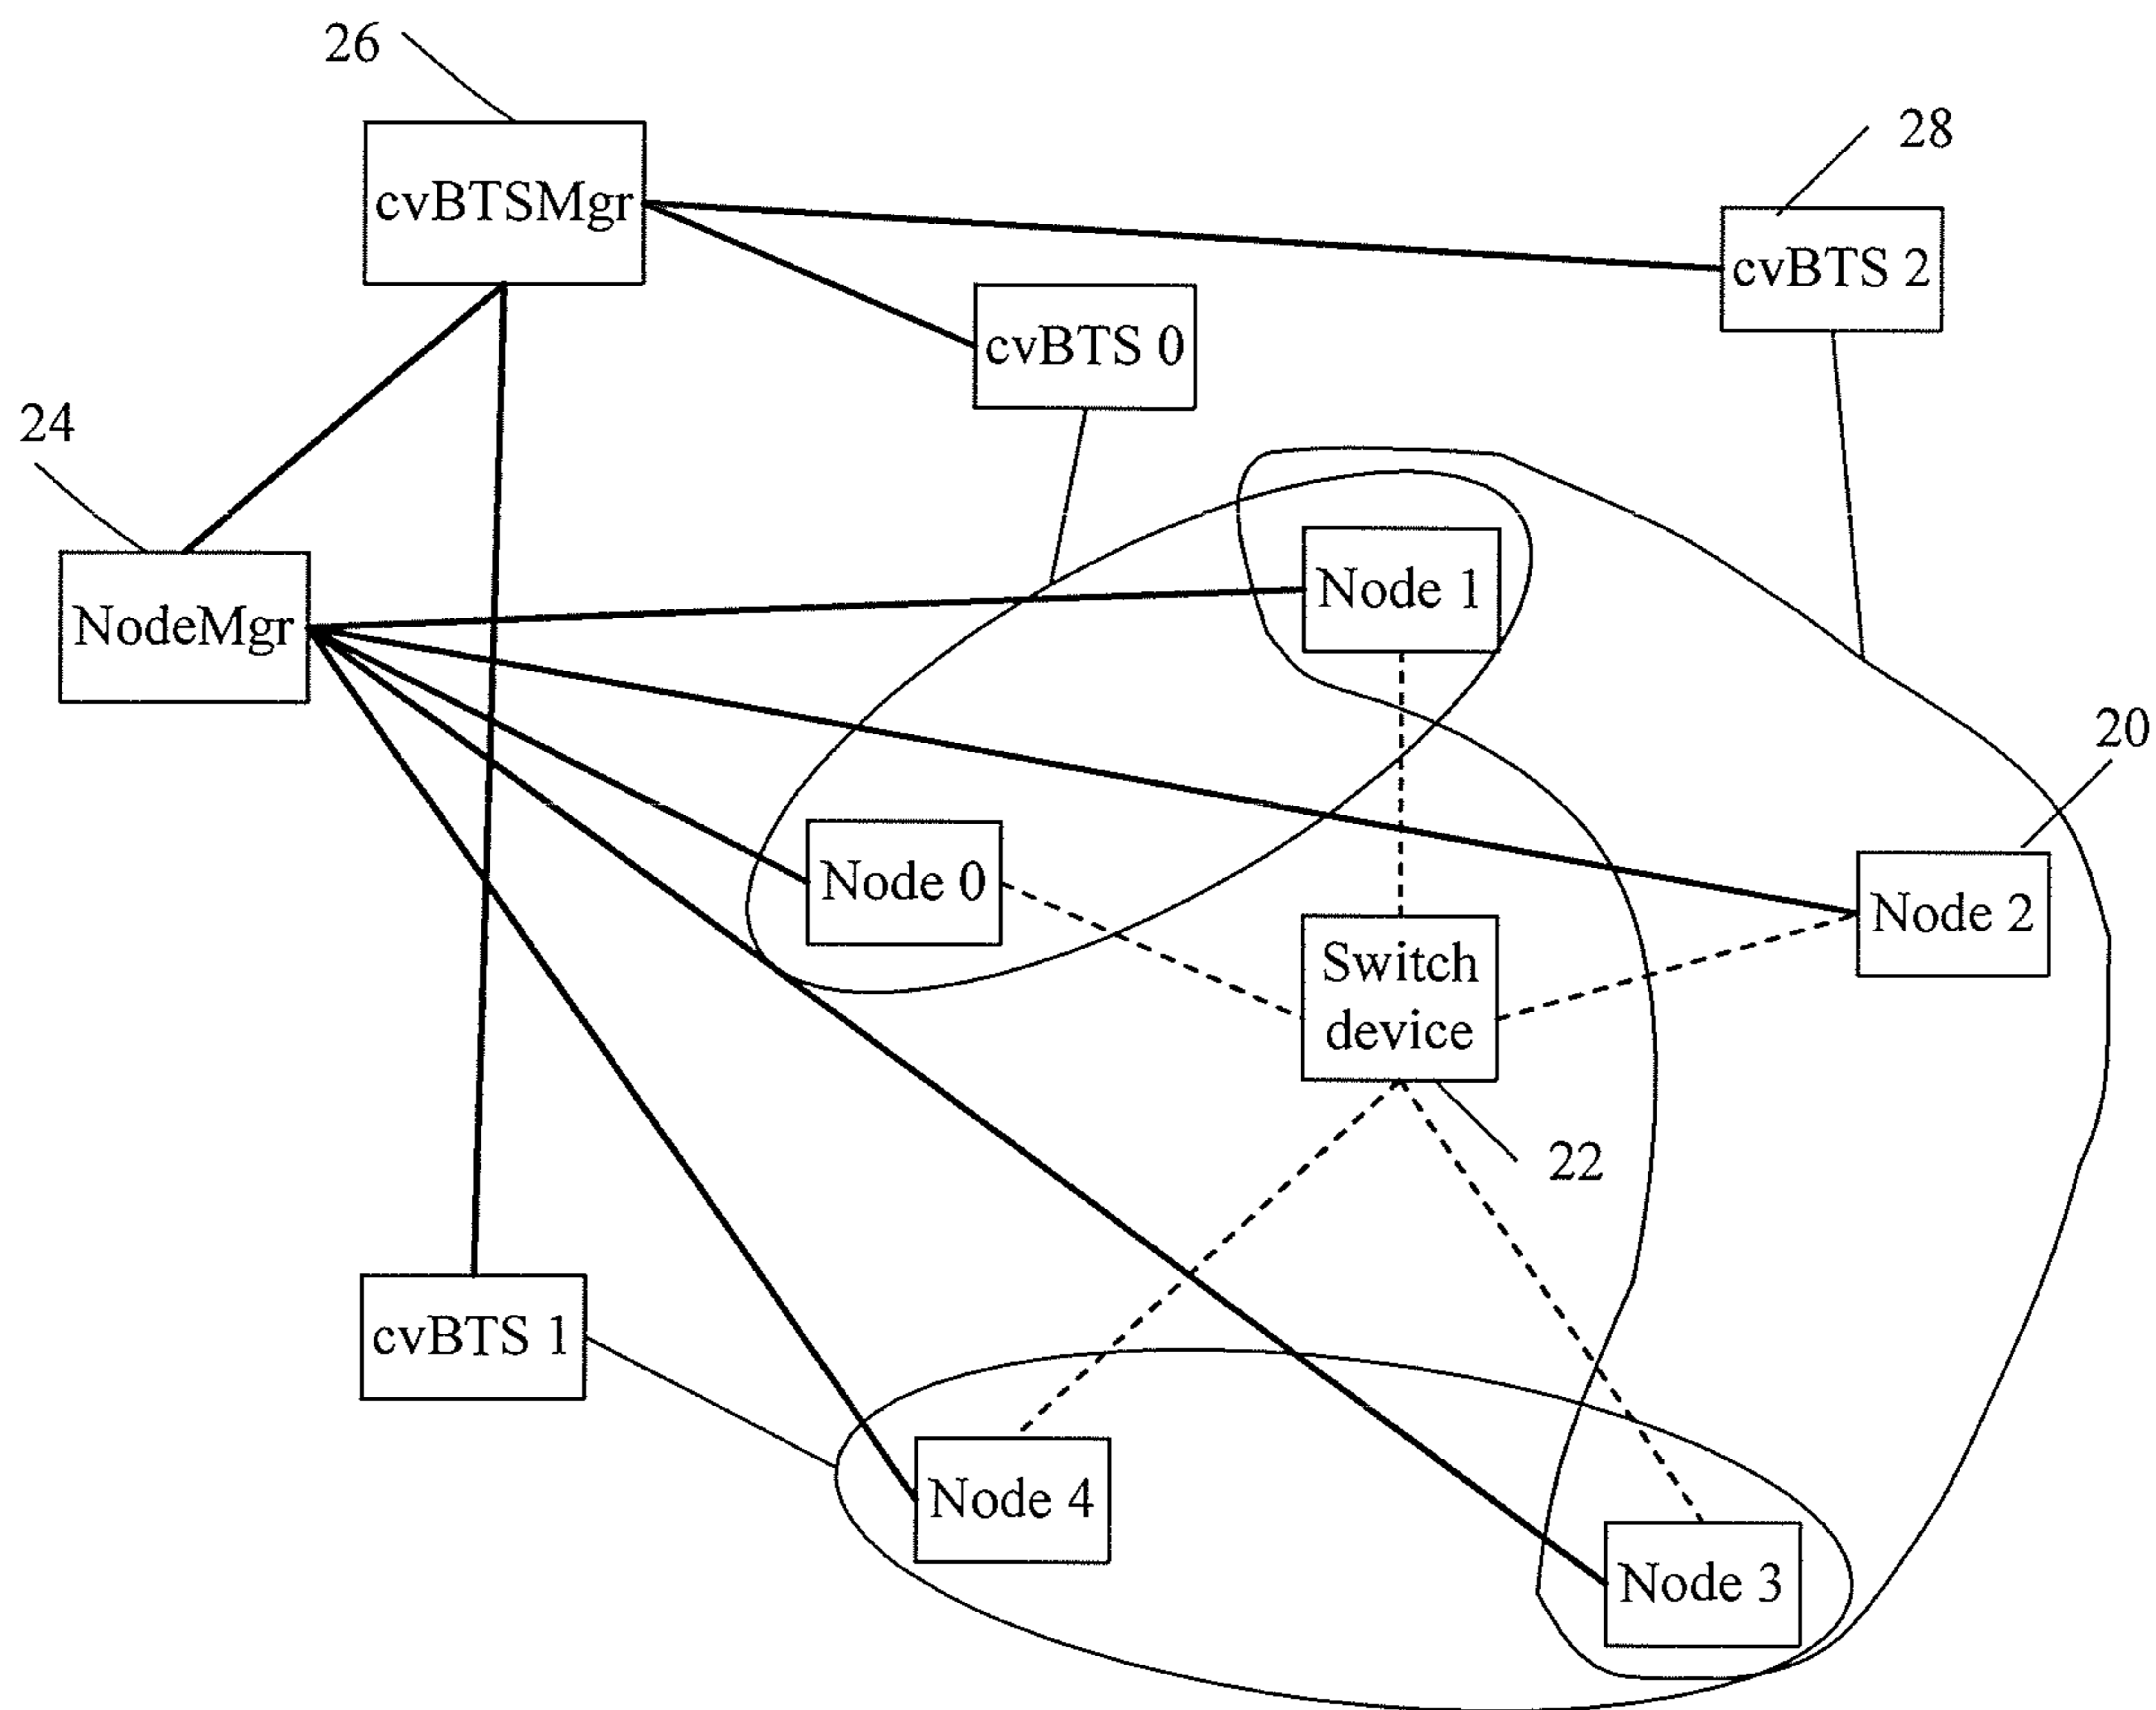 26
28
cvBTSMgr
cvBTS 2
cvBTS 0
24
Node 1
NodeMgr
20
Node 0
Node 2
Switch
device
22
cvBTS 1
Node 4
Node 3